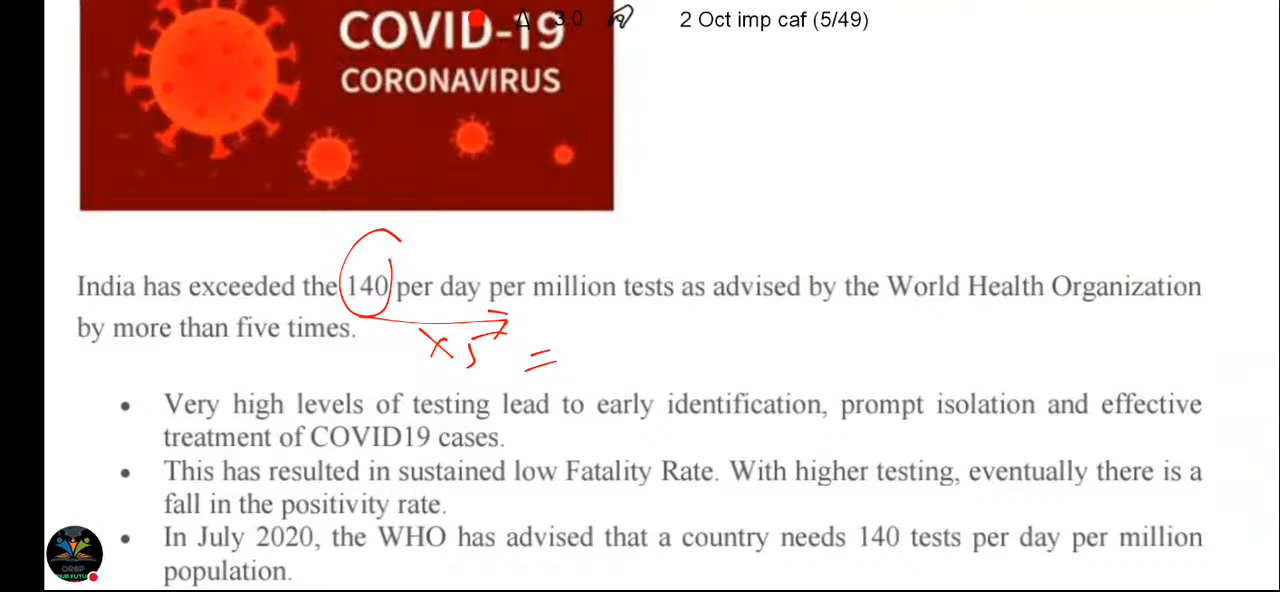 COVID-19
3.0
2 Oct imp caf (5/49)
CORONAVIRUS
India has exceeded the 140 per day per million tests as advised by the World Health Organization
by more than five times.
× 5 =
• Very high levels of testing lead to early identification, prompt isolation and effective
treatment of COVID19 cases.
• This has resulted in sustained low Fatality Rate. With higher testing, eventually there is a
fall in the positivity rate.
• In July 2020, the WHO has advised that a country needs 140 tests per day per million
population.